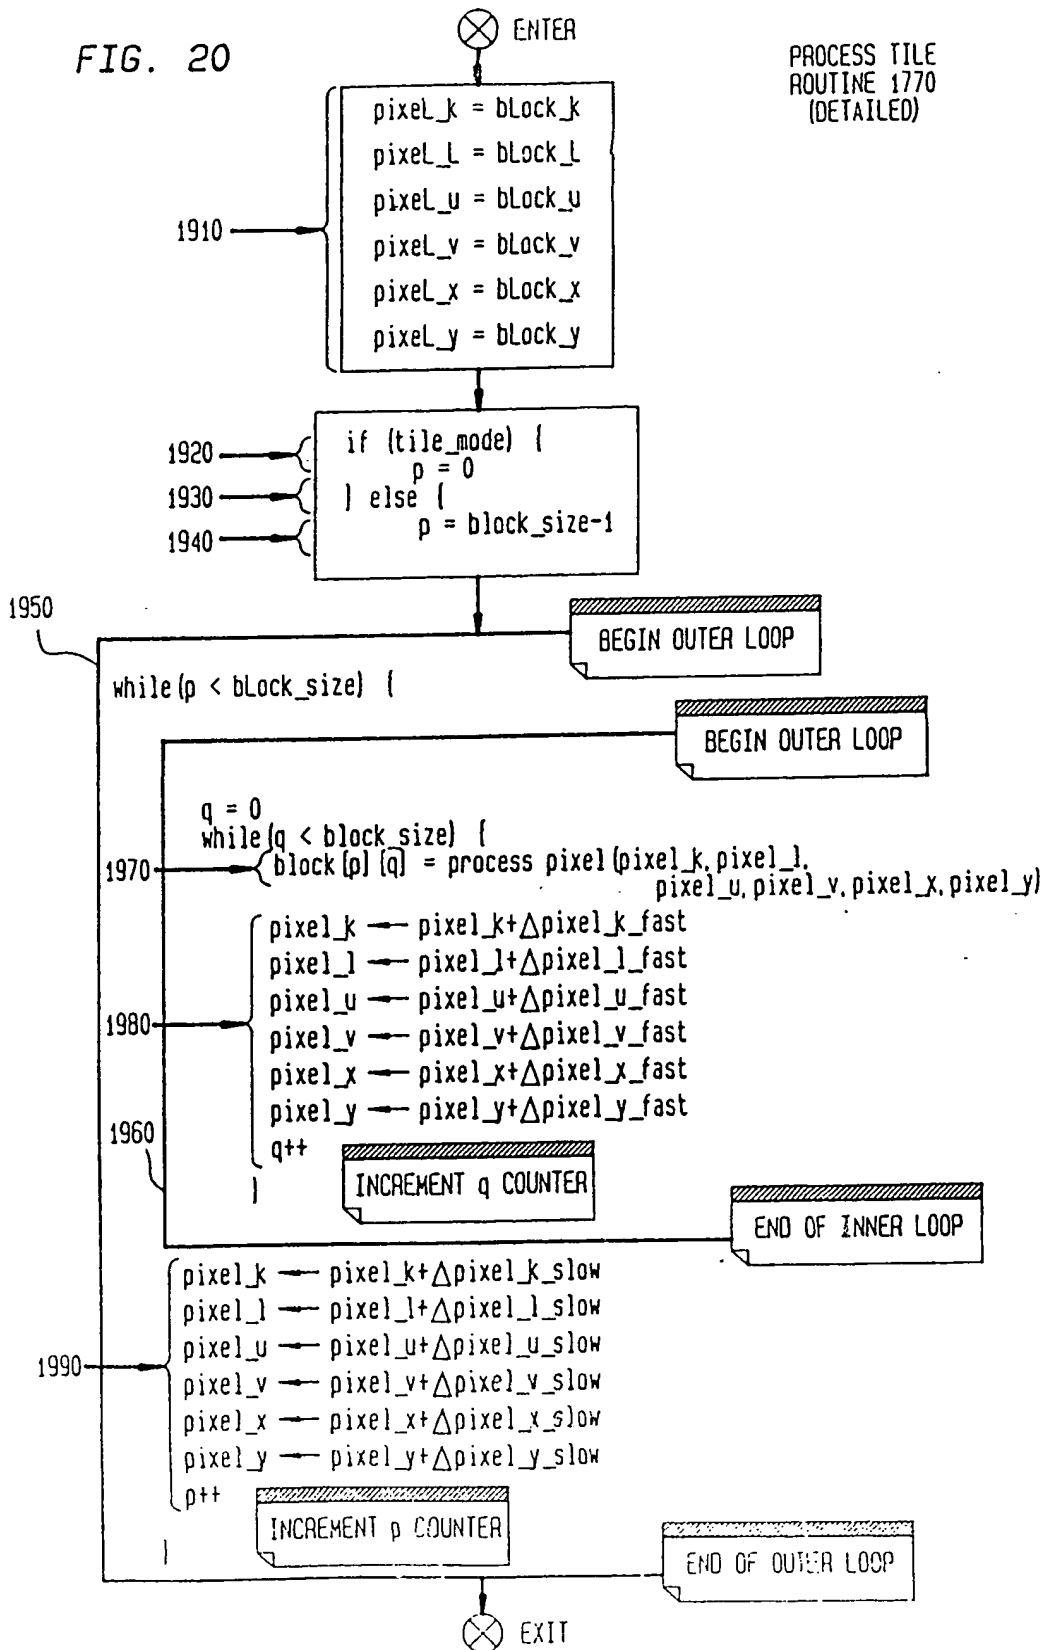 FIG. 20
ENTER
PROCESS TILE
ROUTINE 1770
(DETAILED)
pixel_k = block_k
pixel_L = block_L
pixel_u = block_u
pixel_v = block_v
pixel_x = block_x
pixel_y = block_y
1910
1920
if (tile_mode) {
p = 0
1930
} else {
1940
p = block_size-1
1950
BEGIN OUTER LOOP
while(p < block_size) {
BEGIN OUTER LOOP
q = 0
while(q < block_size) {
1970
block[p][q] = process pixel(pixel_k, pixel_l,
pixel_u, pixel_v, pixel_x, pixel_y)
pixel_k ← pixel_k+Δpixel_k_fast
pixel_l ← pixel_l+Δpixel_l_fast
pixel_u ← pixel_u+Δpixel_u_fast
1980
pixel_v ← pixel_v+Δpixel_v_fast
pixel_x ← pixel_x+Δpixel_x_fast
pixel_y ← pixel_y+Δpixel_y_fast
1960
q++
}
INCREMENT q COUNTER
END OF INNER LOOP
pixel_k ← pixel_k+Δpixel_k_slow
pixel_l ← pixel_l+Δpixel_l_slow
pixel_u ← pixel_u+Δpixel_u_slow
1990
pixel_v ← pixel_v+Δpixel_v_slow
pixel_x ← pixel_x+Δpixel_x_slow
pixel_y ← pixel_y+Δpixel_y_slow
p++
INCREMENT p COUNTER
}
END OF OUTER LOOP
EXIT